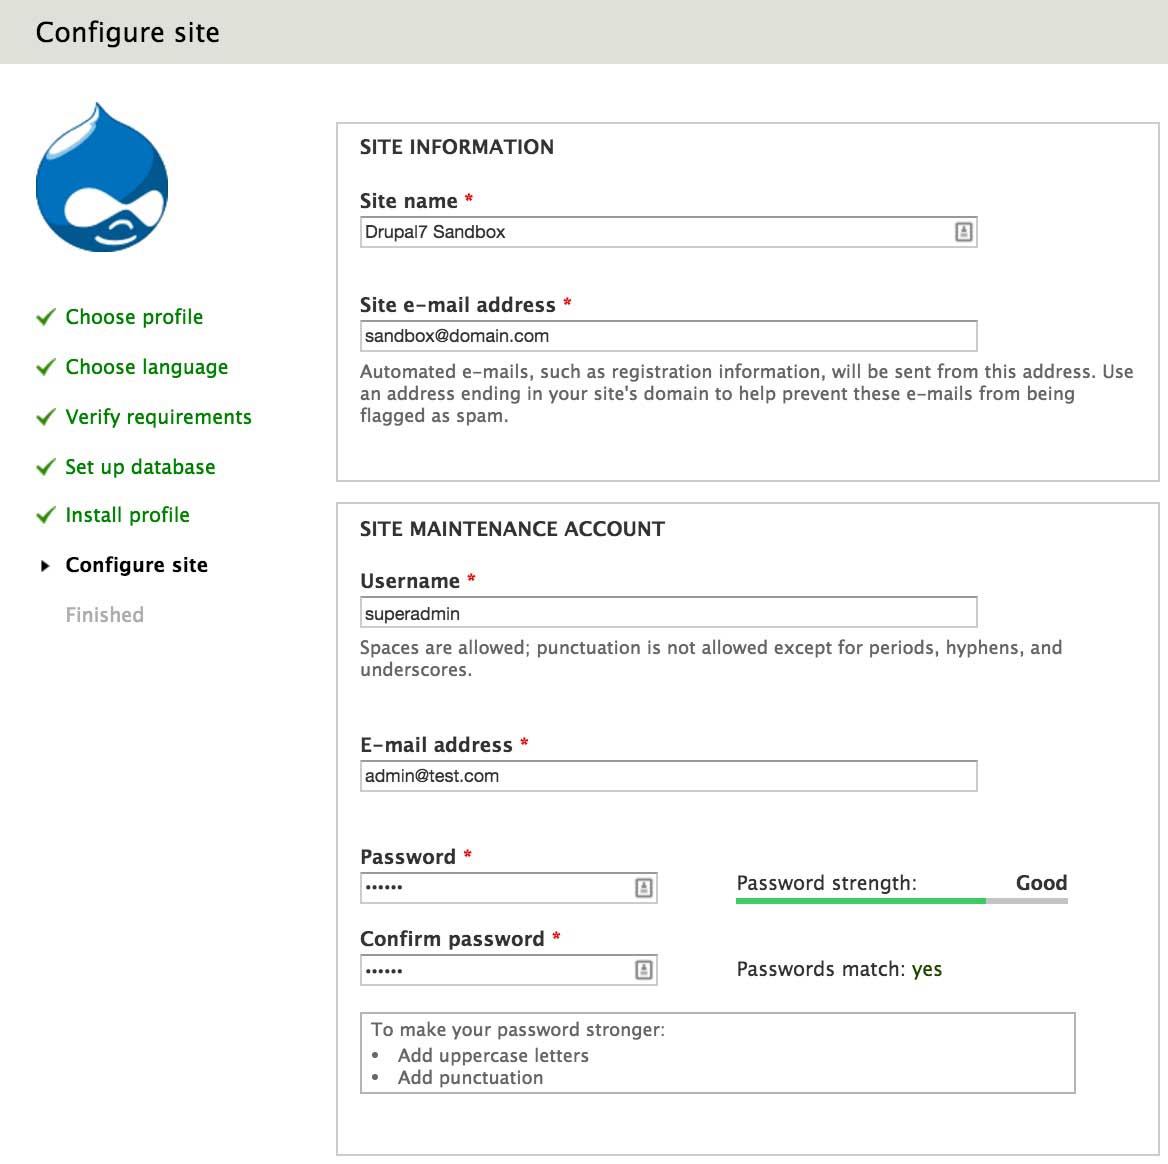 Configure site
Choose profile
Choose language
Verify requirements
Set up database
Install profile
Configure site
Finished
SITE INFORMATION
Site name *
Drupal7 Sandbox
Site e-mail address *
sandbox@domain.com
Automated e-mails, such as registration information, will be sent from this address. Use
an address ending in your site's domain to help prevent these e-mails from being
flagged as spam.
SITE MAINTENANCE ACCOUNT
Username *
superadmin
Spaces are allowed; punctuation is not allowed except for periods, hyphens, and
underscores.
E-mail address *
admin@test.com
Password *
••••••
Password strength: Good
Confirm password *
••••••
Passwords match: yes
To make your password stronger:
• Add uppercase letters
• Add punctuation